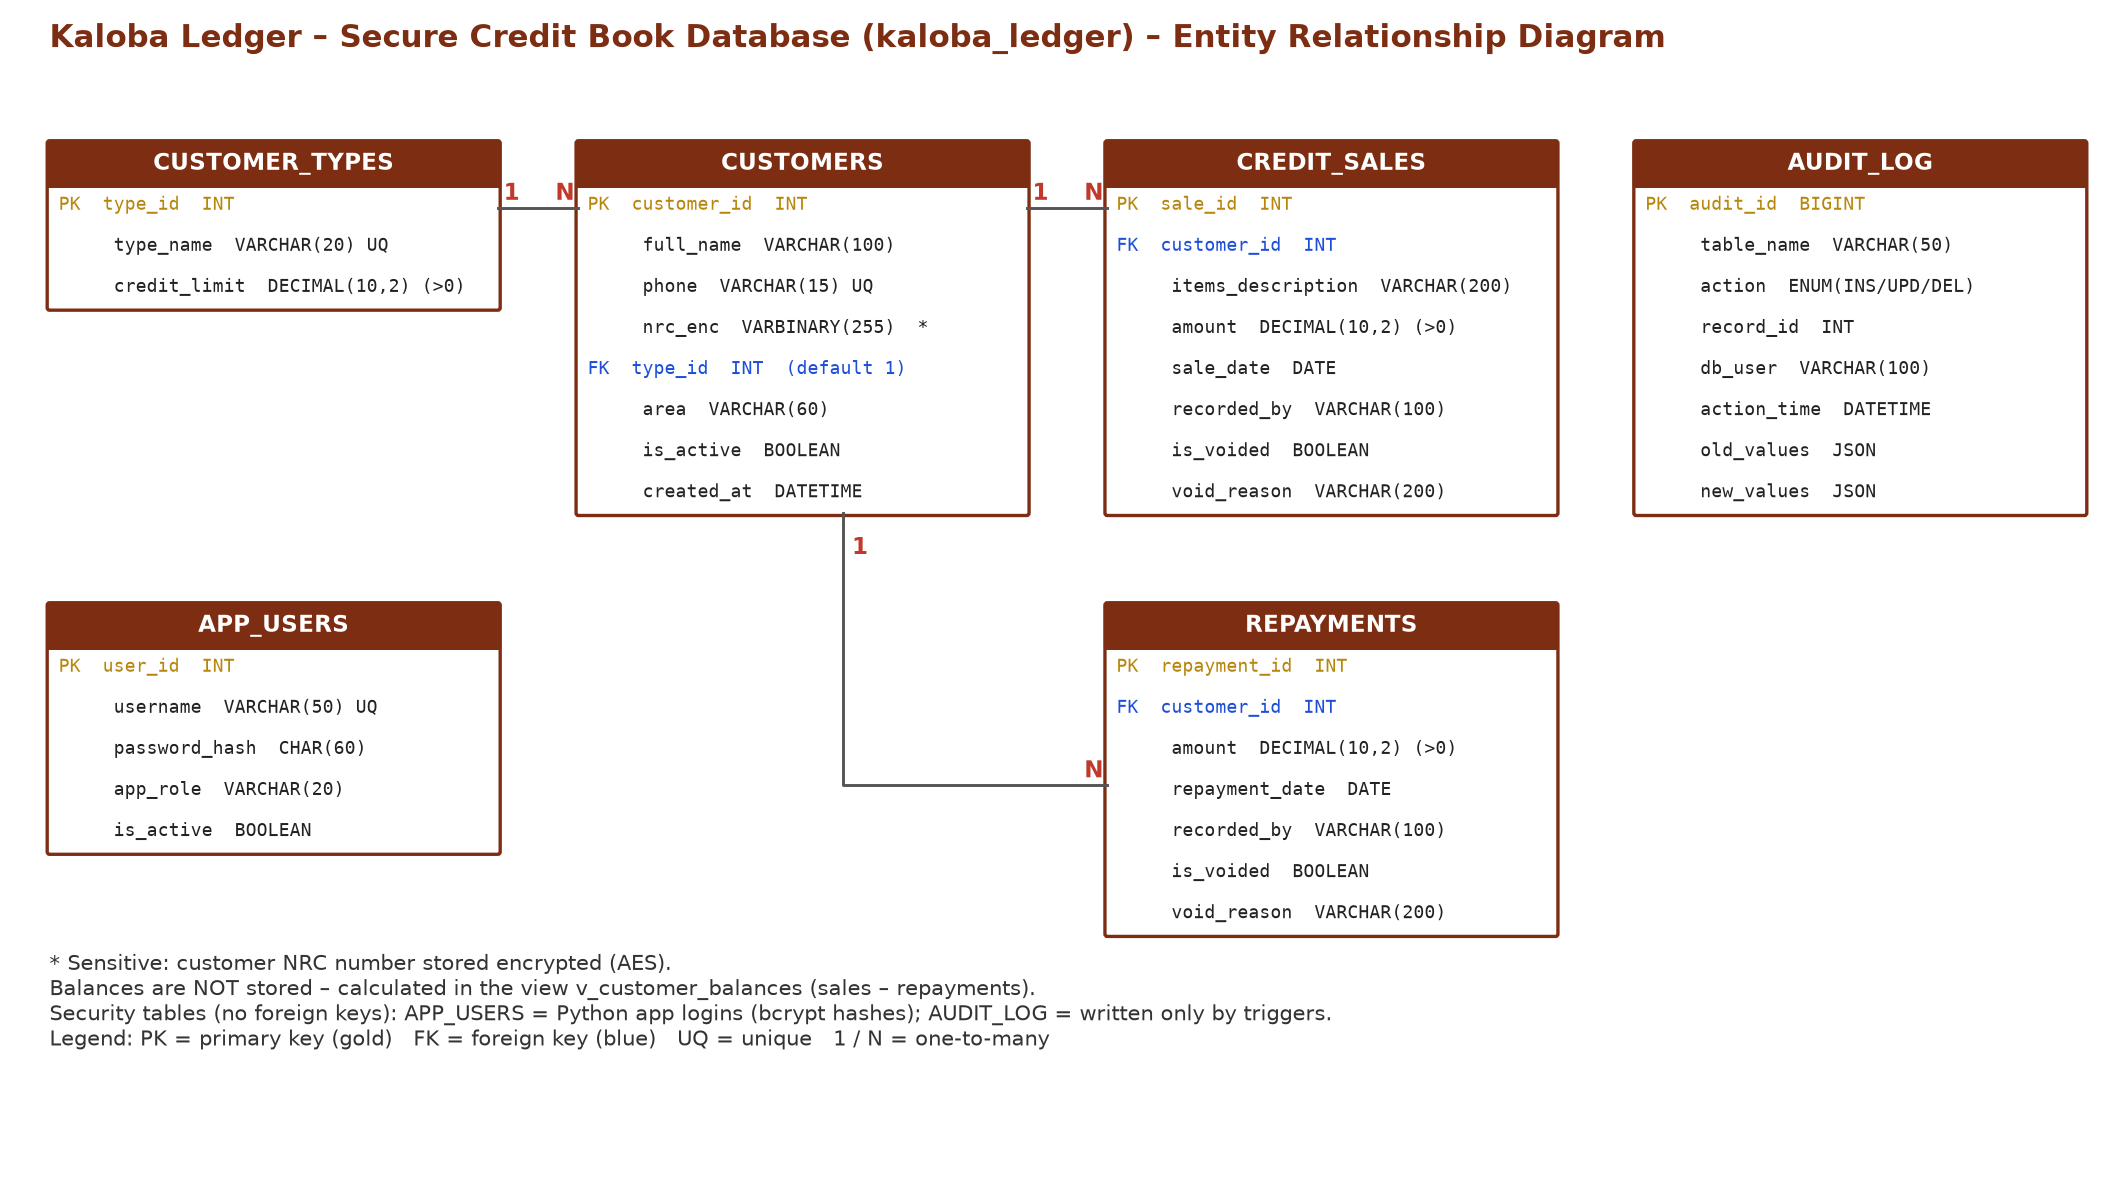 Kaloba Ledger – Secure Credit Book Database (kaloba_ledger) – Entity Relationship Diagram
CUSTOMER_TYPES
PK type_id INT
type_name VARCHAR(20) UQ
credit_limit DECIMAL(10,2) (>0)
1
N
CUSTOMERS
PK customer_id INT
full_name VARCHAR(100)
phone VARCHAR(15) UQ
nrc_enc VARBINARY(255) *
FK type_id INT (default 1)
area VARCHAR(60)
is_active BOOLEAN
created_at DATETIME
1
N
CREDIT_SALES
PK sale_id INT
FK customer_id INT
items_description VARCHAR(200)
amount DECIMAL(10,2) (>0)
sale_date DATE
recorded_by VARCHAR(100)
is_voided BOOLEAN
void_reason VARCHAR(200)
AUDIT_LOG
PK audit_id BIGINT
table_name VARCHAR(50)
action ENUM(INS/UPD/DEL)
record_id INT
db_user VARCHAR(100)
action_time DATETIME
old_values JSON
new_values JSON
1
N
APP_USERS
PK user_id INT
username VARCHAR(50) UQ
password_hash CHAR(60)
app_role VARCHAR(20)
is_active BOOLEAN
REPAYMENTS
PK repayment_id INT
FK customer_id INT
amount DECIMAL(10,2) (>0)
repayment_date DATE
recorded_by VARCHAR(100)
is_voided BOOLEAN
void_reason VARCHAR(200)
* Sensitive: customer NRC number stored encrypted (AES).
Balances are NOT stored – calculated in the view v_customer_balances (sales – repayments).
Security tables (no foreign keys): APP_USERS = Python app logins (bcrypt hashes); AUDIT_LOG = written only by triggers.
Legend: PK = primary key (gold) FK = foreign key (blue) UQ = unique 1 / N = one-to-many